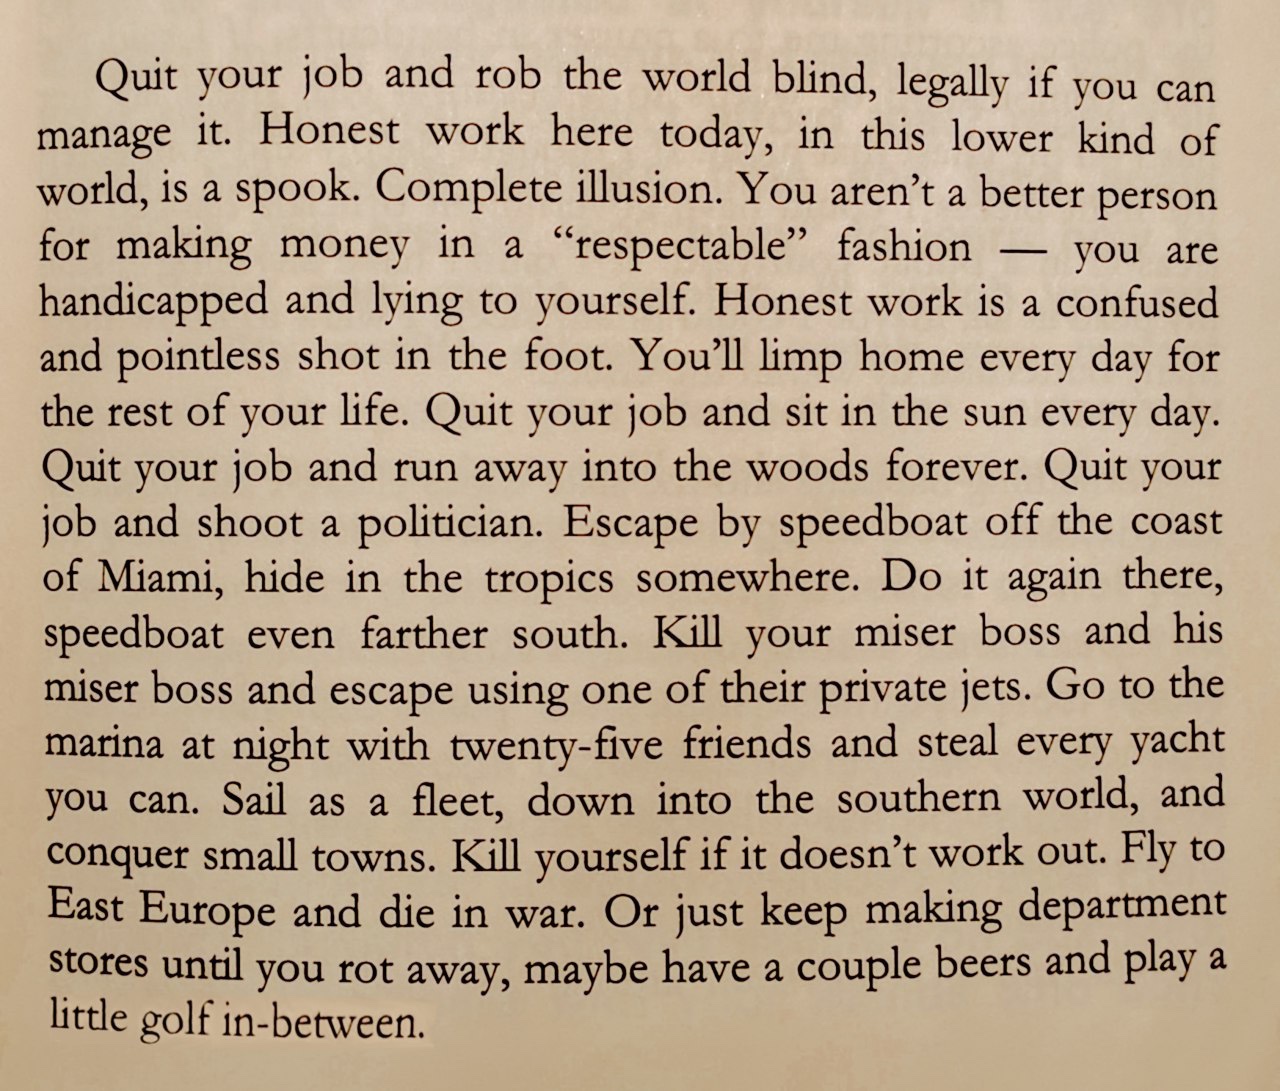 Quit your job and rob the world blind, legally if you can
manage it. Honest work here today, in this lower kind of
world, is a spook. Complete illusion. You aren’t a better person
for making money in a “respectable” fashion — you are
handicapped and lying to yourself. Honest work is a confused
and pointless shot in the foot. You’ll limp home every day for
the rest of your life. Quit your job and sit in the sun every day.
Quit your job and run away into the woods forever. Quit your
job and shoot a politician. Escape by speedboat off the coast
of Miami, hide in the tropics somewhere. Do it again there,
speedboat even farther south. Kill your miser boss and his
miser boss and escape using one of their private jets. Go to the
marina at night with twenty-five friends and steal every yacht
you can. Sail as a fleet, down into the southern world, and
conquer small towns. Kill yourself if it doesn’t work out. Fly to
East Europe and die in war. Or just keep making department
stores until you rot away, maybe have a couple beers and play a
little golf in-between.